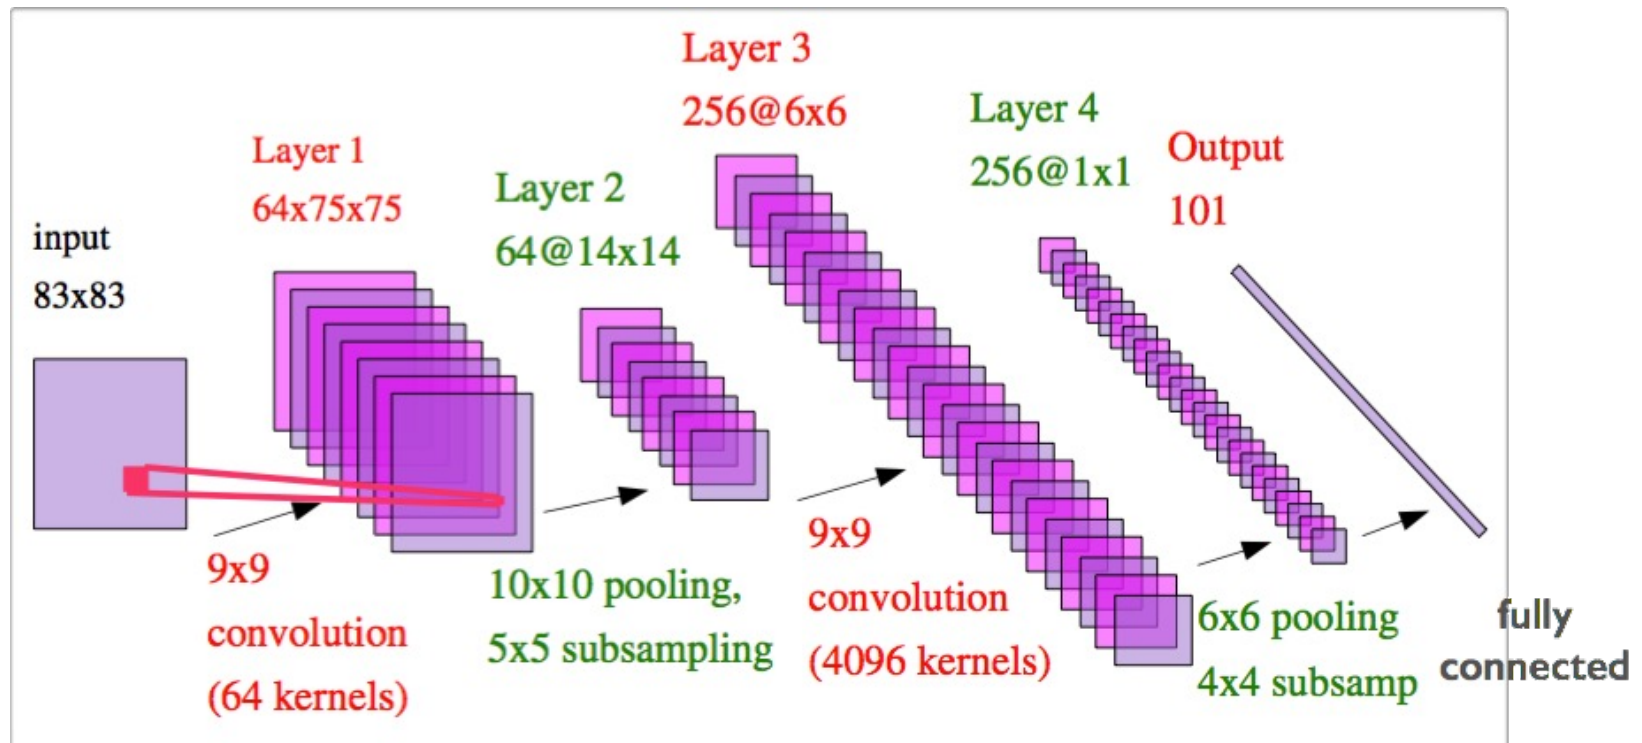 input
83x83
Layer 1
64x75x75
Layer 2
64@14x14
Layer 3
256@6x6
Layer 4
256@1x1
Output
101
9x9
convolution
(64 kernels)
10x10 pooling,
5x5 subsampling
9x9
convolution
(4096 kernels)
6x6 pooling
4x4 subsamp
fully
connected